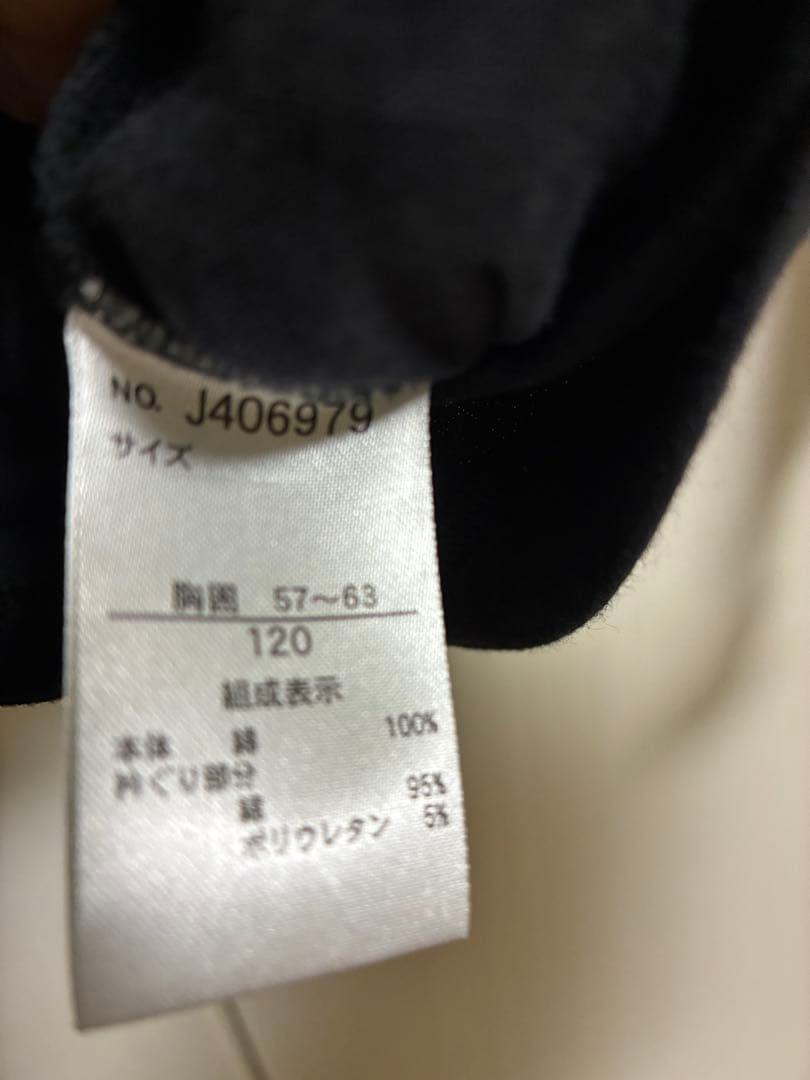 NO. J406979
サイズ
胸囲 57～63
120
組成表示
本体 綿 100%
衿ぐり部分
綿 95%
ポリウレタン 5%